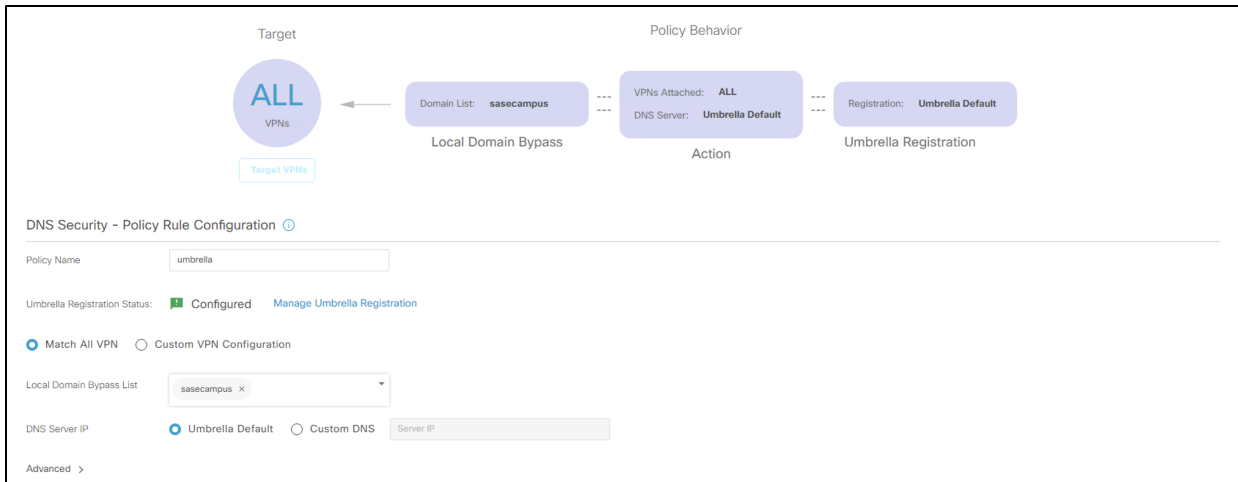 Target
Policy Behavior
ALL
VPNs
Target VPNs
Domain List: sasecampus
Local Domain Bypass
VPNs Attached: ALL
DNS Server: Umbrella Default
Action
Registration: Umbrella Default
Umbrella Registration
DNS Security - Policy Rule Configuration
Policy Name umbrella
Umbrella Registration Status: Configured Manage Umbrella Registration
Match All VPN Custom VPN Configuration
Local Domain Bypass List sasecampus ×
DNS Server IP Umbrella Default Custom DNS Server IP
Advanced >